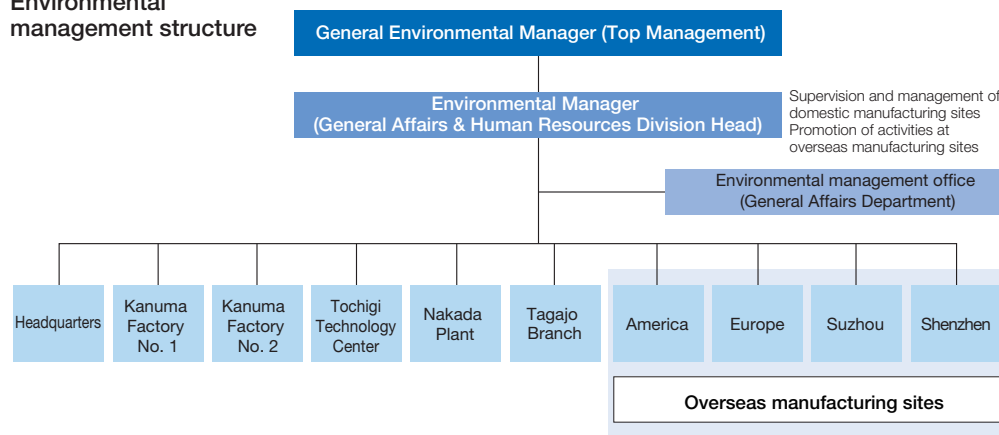 Environmental
management structure
General Environmental Manager (Top Management)
Environmental Manager
(General Affairs & Human Resources Division Head)
Supervision and management of
domestic manufacturing sites
Promotion of activities at
overseas manufacturing sites
Environmental management office
(General Affairs Department)
Headquarters
Kanuma
Factory
No. 1
Kanuma
Factory
No. 2
Tochigi
Technology
Center
Nakada
Plant
Tagajo
Branch
America
Europe
Suzhou
Shenzhen
Overseas manufacturing sites